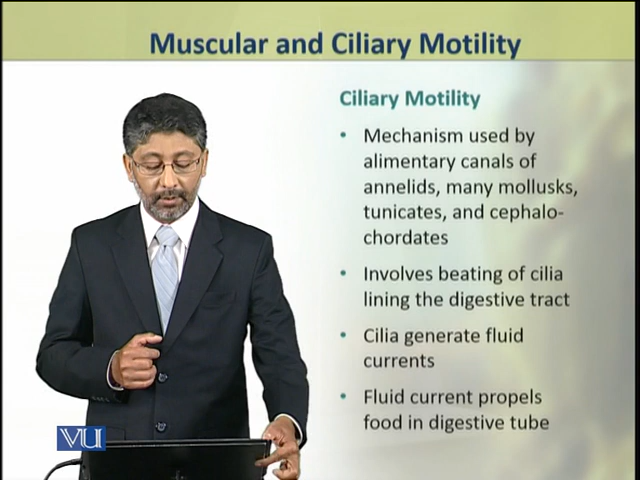 Muscular and Ciliary Motility
Ciliary Motility
• Mechanism used by
alimentary canals of
annelids, many mollusks,
tunicates, and cephalo-
chordates
• Involves beating of cilia
lining the digestive tract
• Cilia generate fluid
currents
• Fluid current propels
food in digestive tube
VU